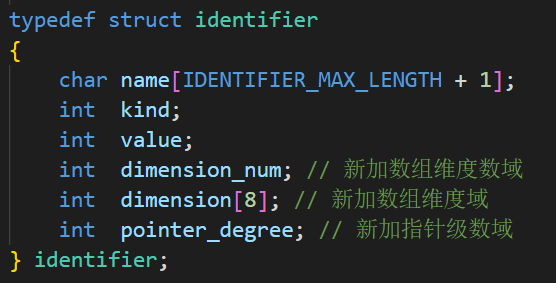 typedef struct identifier
{
    char name[IDENTIFIER_MAX_LENGTH + 1];
    int  kind;
    int  value;
    int  dimension_num; // 新加数组维度数域
    int  dimension[8]; // 新加数组维度域
    int  pointer_degree; // 新加指针级数域
} identifier;